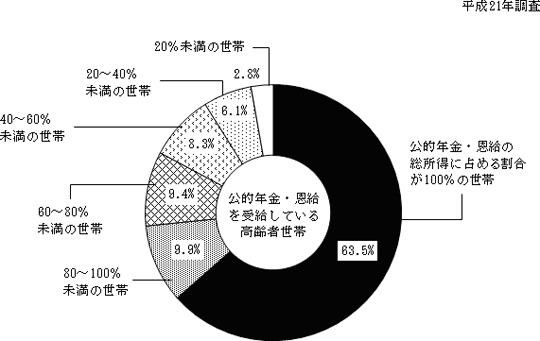 平成21年調査
20%未満の世帯
2.8%
20～40%
未満の世帯
6.1%
40～60%
未満の世帯
8.3%
公的年金・恩給の
総所得に占める割合
が100%の世帯
60～80%
未満の世帯
9.4%
公的年金・恩給
を受給している
高齢者世帯
63.5%
80～100%
未満の世帯
9.9%